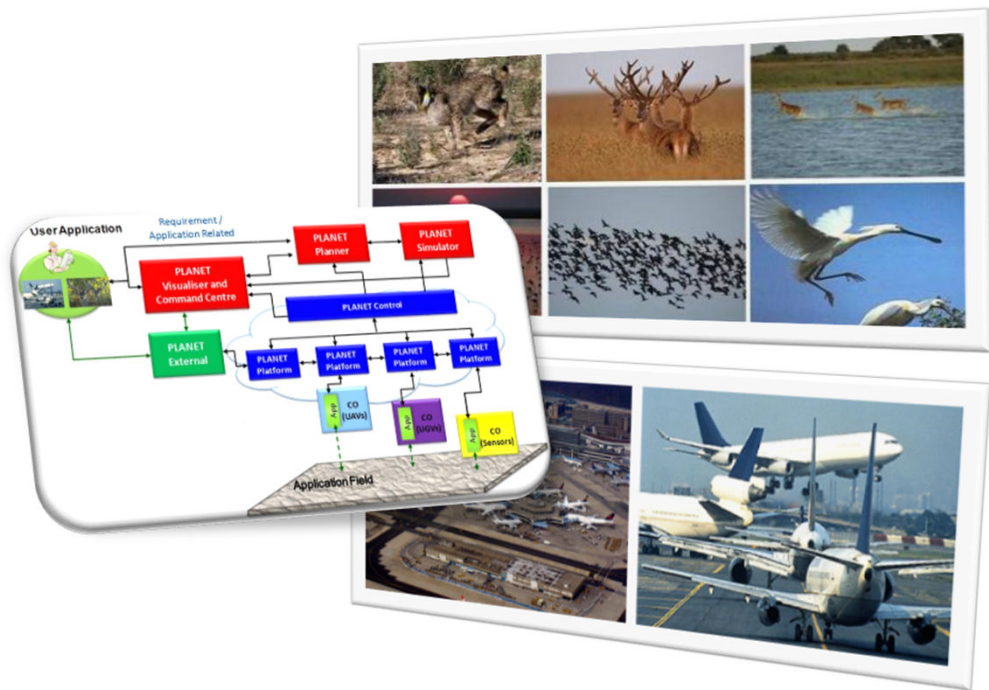 User Application
Requirement /
Application Related
PLANET
Planner
PLANET
Simulator
PLANET
Visualiser and
Command Centre
PLANET Control
PLANET
External
PLANET
Platform
PLANET
Platform
PLANET
Platform
PLANET
Platform
App
CO
(UAVs)
App
CO
(UGVs)
App
CO
(Sensors)
Application Field